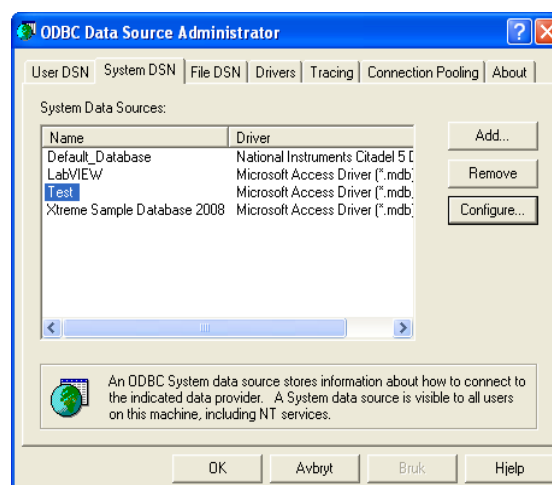 ODBC Data Source Administrator
User DSN System DSN File DSN Drivers Tracing Connection Pooling About
System Data Sources:
Name Driver
Default_Database National Instruments Citadel 5 D
LabVIEW Microsoft Access Driver (*.mdb)
Test Microsoft Access Driver (*.mdb)
Xtreme Sample Database 2008 Microsoft Access Driver (*.mdb)
Add...
Remove
Configure...
An ODBC System data source stores information about how to connect to
the indicated data provider. A System data source is visible to all users
on this machine, including NT services.
OK Avbryt Bruk Hjelp